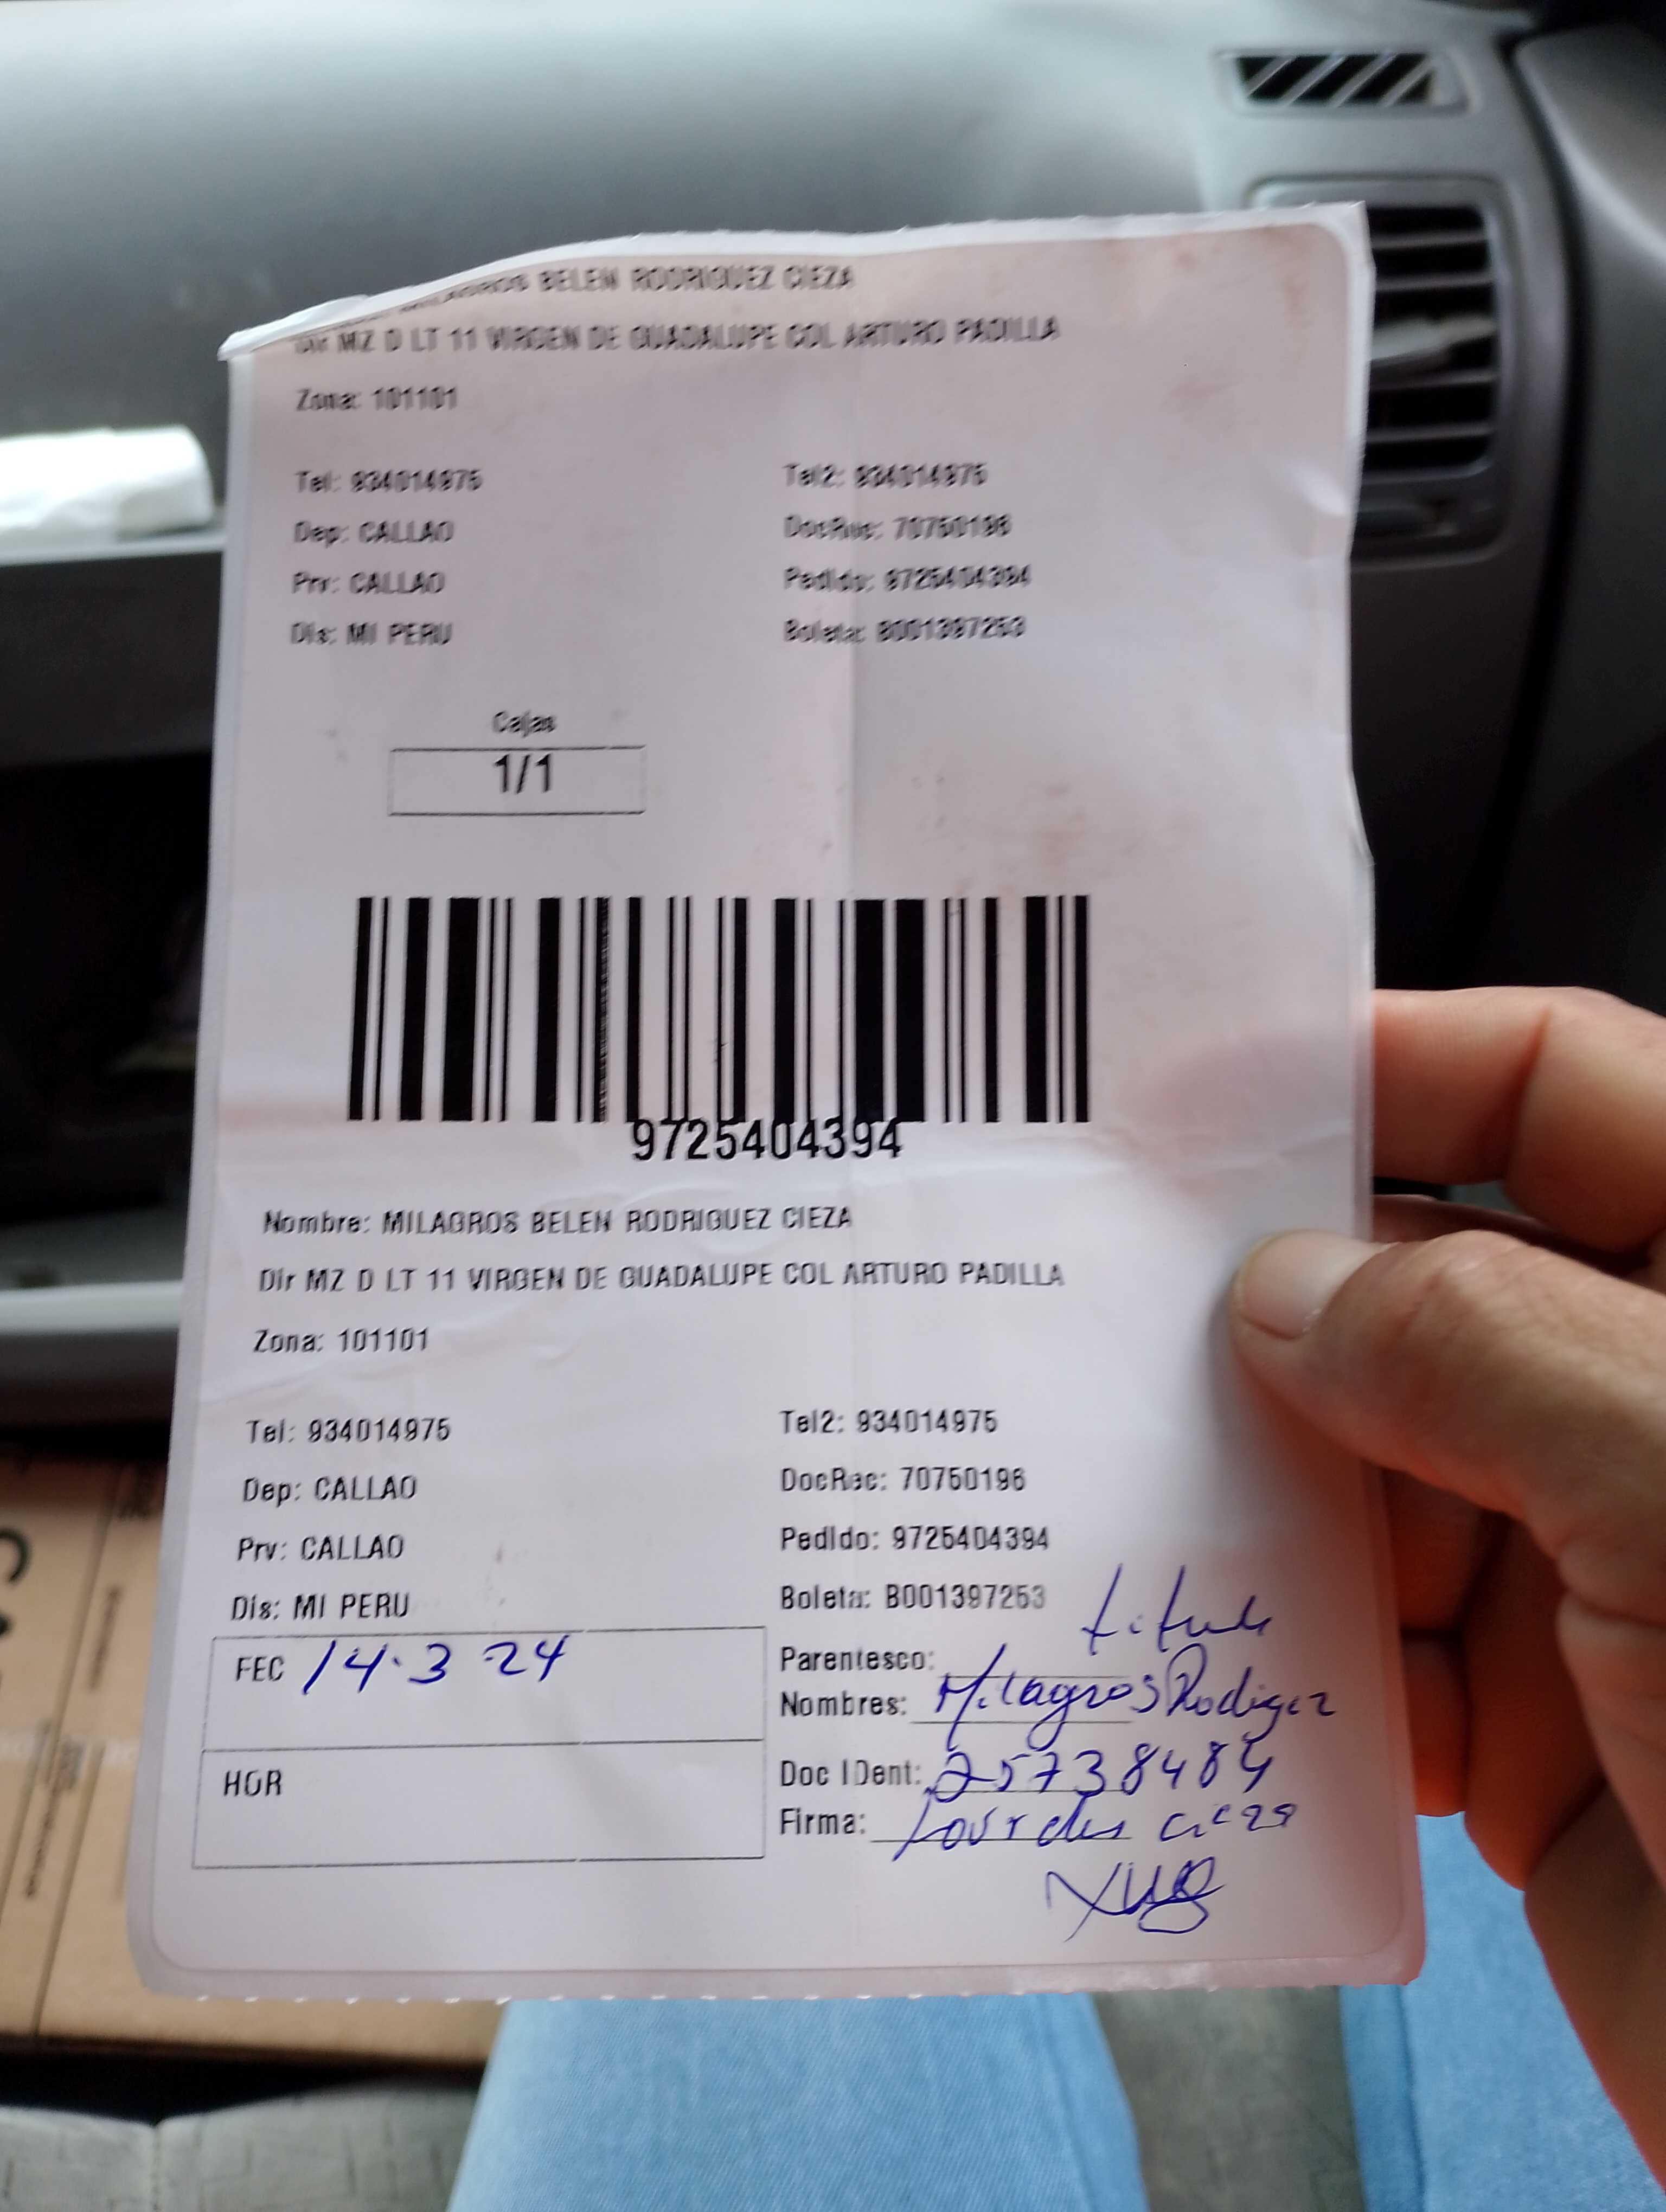 MILAGROS BELEN RODRIGUEZ CIEZA
Dir MZ D LT 11 VIRGEN DE GUADALUPE COL ARTURO PADILLA
Zona: 101101
Tel: 934014975 Tel2: 934014975
Dep: CALLAO DocRec: 70750196
Prv: CALLAO Pedido: 9725404394
Dis: MI PERU Boleta: B001397253
Cajas
1/1
9725404394
Nombre: MILAGROS BELEN RODRIGUEZ CIEZA
Dir MZ D LT 11 VIRGEN DE GUADALUPE COL ARTURO PADILLA
Zona: 101101
Tel: 934014975 Tel2: 934014975
Dep: CALLAO DocRec: 70750196
Prv: CALLAO Pedido: 9725404394
Dis: MI PERU Boleta: B001397253
FEC 14.3 24 Parentesco:
Nombres: Milagros
HOR Doc IDent: 25738484
Firma: Lourdes cieza